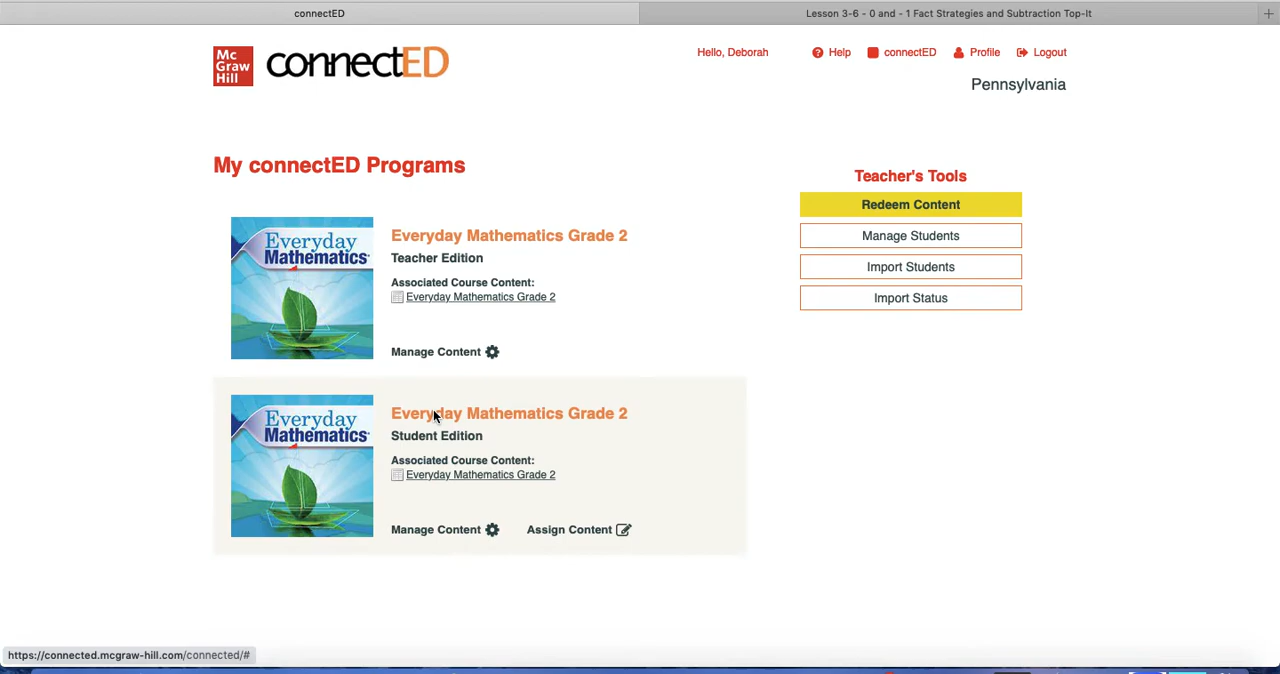 connectED
Lesson 3-6 - 0 and - 1 Fact Strategies and Subtraction Top-It
Mc Graw Hill
connectED
Hello, Deborah
Help
connectED
Profile
Logout
Pennsylvania
My connectED Programs
Everyday Mathematics
Everyday Mathematics Grade 2
Teacher Edition
Associated Course Content:
Everyday Mathematics Grade 2
Manage Content
Everyday Mathematics
Everyday Mathematics Grade 2
Student Edition
Associated Course Content:
Everyday Mathematics Grade 2
Manage Content
Assign Content
Teacher's Tools
Redeem Content
Manage Students
Import Students
Import Status
https://connected.mcgraw-hill.com/connected/#